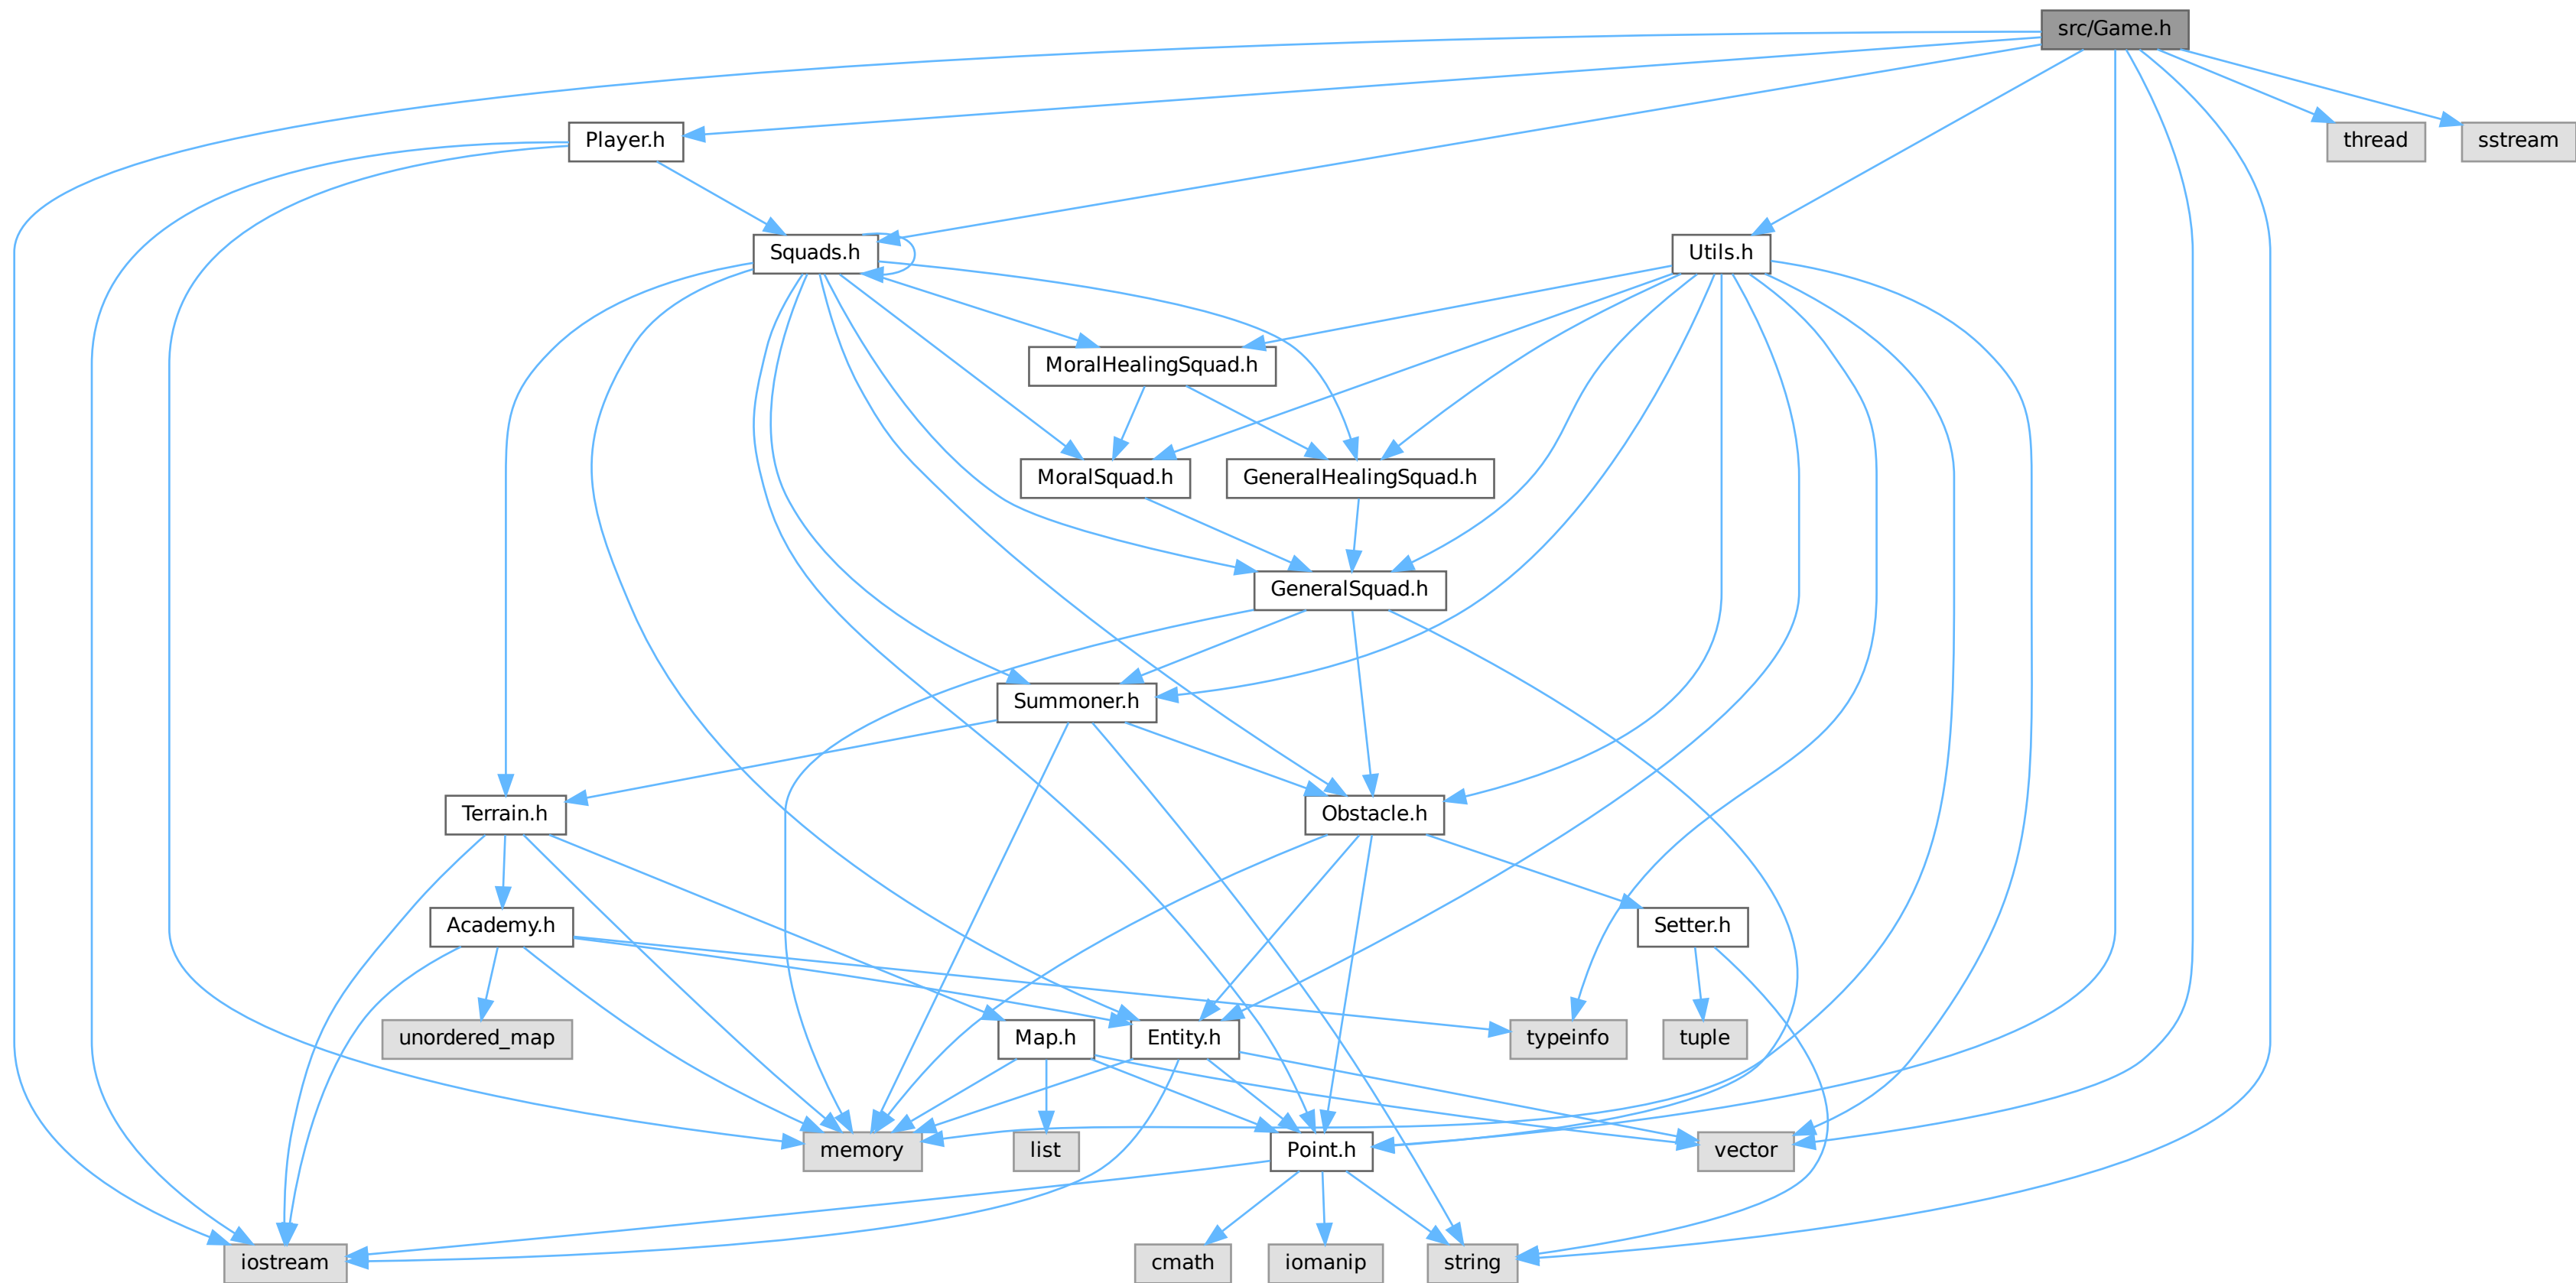 src/Game.h
Player.h
thread
sstream
Squads.h
Utils.h
MoralHealingSquad.h
MoralSquad.h
GeneralHealingSquad.h
GeneralSquad.h
Summoner.h
Terrain.h
Obstacle.h
Academy.h
Setter.h
unordered_map
Map.h
Entity.h
typeinfo
tuple
memory
list
Point.h
vector
iostream
cmath
iomanip
string